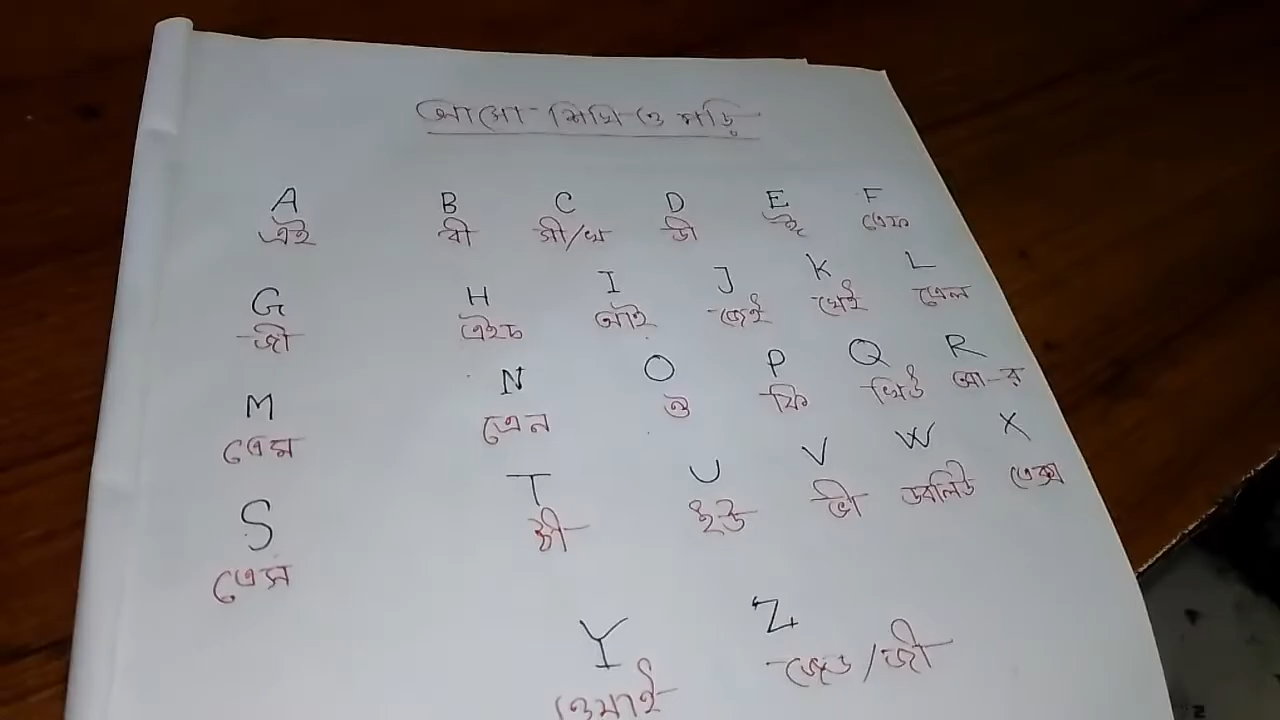 আসো শিখি ও পড়ি
A B C D E F
এই বী সী/খ ডী ই এফ
G H I J K L
জী এইচ আই জেই খেই এল
M N O P Q R
এম এন ও ফি খিউ আ-র
S T U V W X
এস ঠী ইউ ভী ডবলিউ এক্স
Y Z
ওয়াই জেড/জী